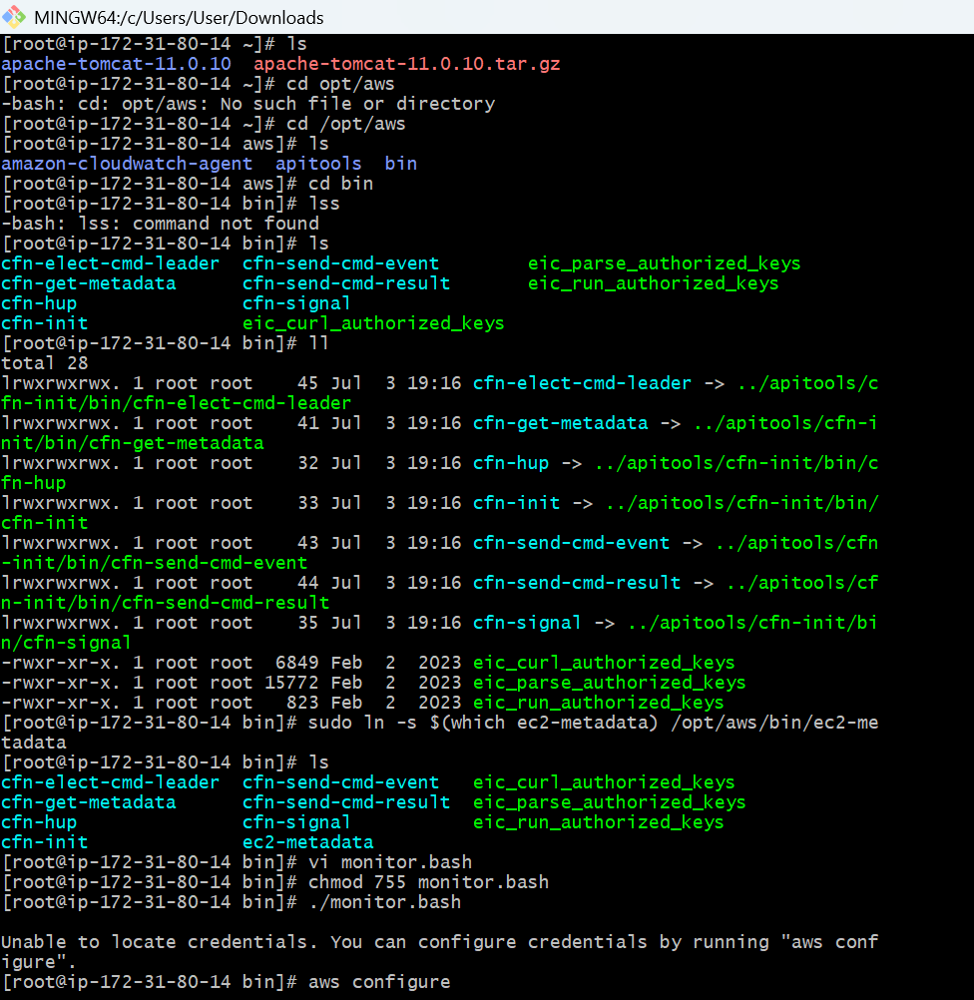 MINGW64:/c/Users/User/Downloads
[root@ip-172-31-80-14 ~]# ls
apache-tomcat-11.0.10  apache-tomcat-11.0.10.tar.gz
[root@ip-172-31-80-14 ~]# cd opt/aws
-bash: cd: opt/aws: No such file or directory
[root@ip-172-31-80-14 ~]# cd /opt/aws
[root@ip-172-31-80-14 aws]# ls
amazon-cloudwatch-agent  apitools  bin
[root@ip-172-31-80-14 aws]# cd bin
[root@ip-172-31-80-14 bin]# lss
-bash: lss: command not found
[root@ip-172-31-80-14 bin]# ls
cfn-elect-cmd-leader  cfn-send-cmd-event        eic_parse_authorized_keys
cfn-get-metadata      cfn-send-cmd-result       eic_run_authorized_keys
cfn-hup               cfn-signal
cfn-init              eic_curl_authorized_keys
[root@ip-172-31-80-14 bin]# ll
total 28
lrwxrwxrwx. 1 root root    45 Jul  3 19:16 cfn-elect-cmd-leader -> ../apitools/c
fn-init/bin/cfn-elect-cmd-leader
lrwxrwxrwx. 1 root root    41 Jul  3 19:16 cfn-get-metadata -> ../apitools/cfn-i
nit/bin/cfn-get-metadata
lrwxrwxrwx. 1 root root    32 Jul  3 19:16 cfn-hup -> ../apitools/cfn-init/bin/c
fn-hup
lrwxrwxrwx. 1 root root    33 Jul  3 19:16 cfn-init -> ../apitools/cfn-init/bin/
cfn-init
lrwxrwxrwx. 1 root root    43 Jul  3 19:16 cfn-send-cmd-event -> ../apitools/cfn
-init/bin/cfn-send-cmd-event
lrwxrwxrwx. 1 root root    44 Jul  3 19:16 cfn-send-cmd-result -> ../apitools/cf
n-init/bin/cfn-send-cmd-result
lrwxrwxrwx. 1 root root    35 Jul  3 19:16 cfn-signal -> ../apitools/cfn-init/bi
n/cfn-signal
-rwxr-xr-x. 1 root root  6849 Feb  2  2023 eic_curl_authorized_keys
-rwxr-xr-x. 1 root root 15772 Feb  2  2023 eic_parse_authorized_keys
-rwxr-xr-x. 1 root root   823 Feb  2  2023 eic_run_authorized_keys
[root@ip-172-31-80-14 bin]# sudo ln -s $(which ec2-metadata) /opt/aws/bin/ec2-me
tadata
[root@ip-172-31-80-14 bin]# ls
cfn-elect-cmd-leader  cfn-send-cmd-event   eic_curl_authorized_keys
cfn-get-metadata      cfn-send-cmd-result  eic_parse_authorized_keys
cfn-hup               cfn-signal           eic_run_authorized_keys
cfn-init              ec2-metadata
[root@ip-172-31-80-14 bin]# vi monitor.bash
[root@ip-172-31-80-14 bin]# chmod 755 monitor.bash
[root@ip-172-31-80-14 bin]# ./monitor.bash
Unable to locate credentials. You can configure credentials by running "aws conf
igure".
[root@ip-172-31-80-14 bin]# aws configure